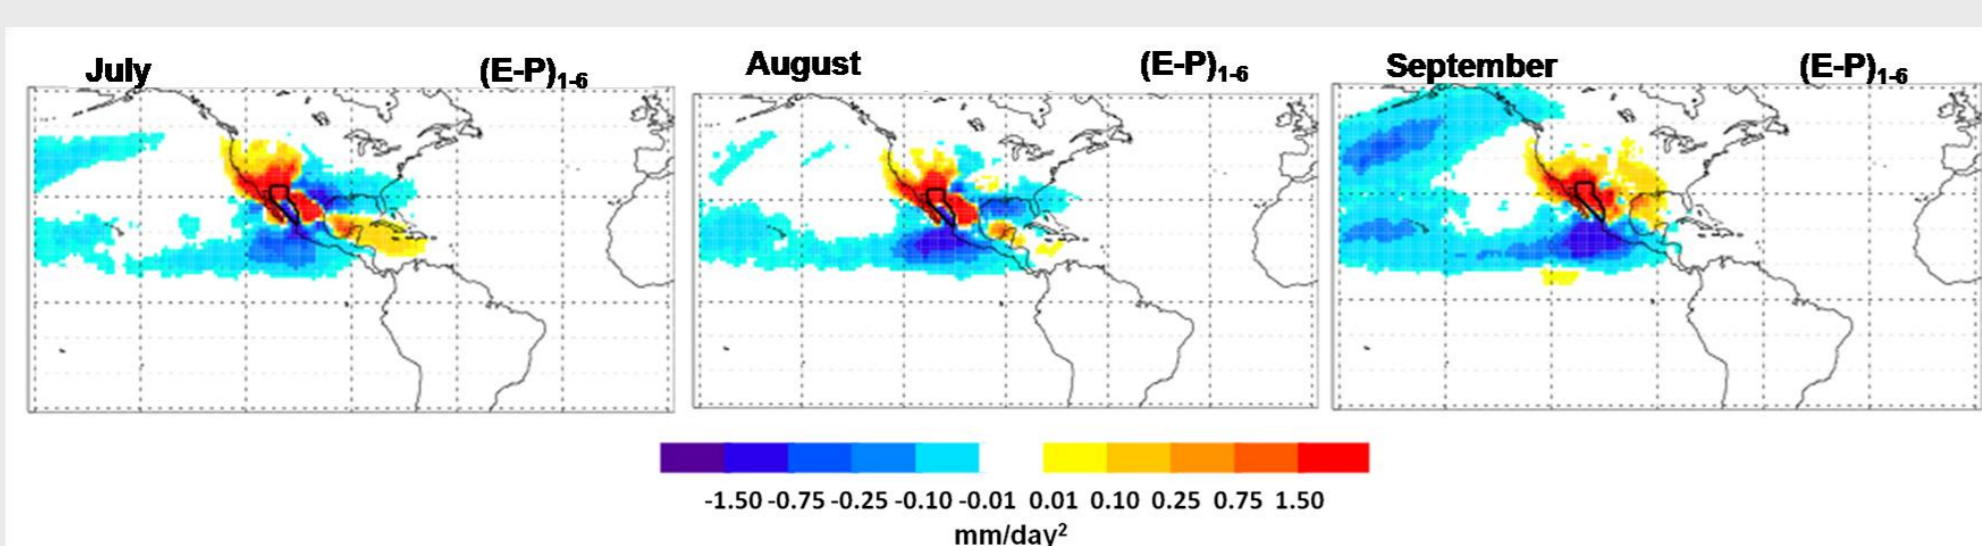 July (E-P)1-6
August (E-P)1-6
September (E-P)1-6
-1.50 -0.75 -0.25 -0.10 -0.01 0.01 0.10 0.25 0.75 1.50
mm/day²